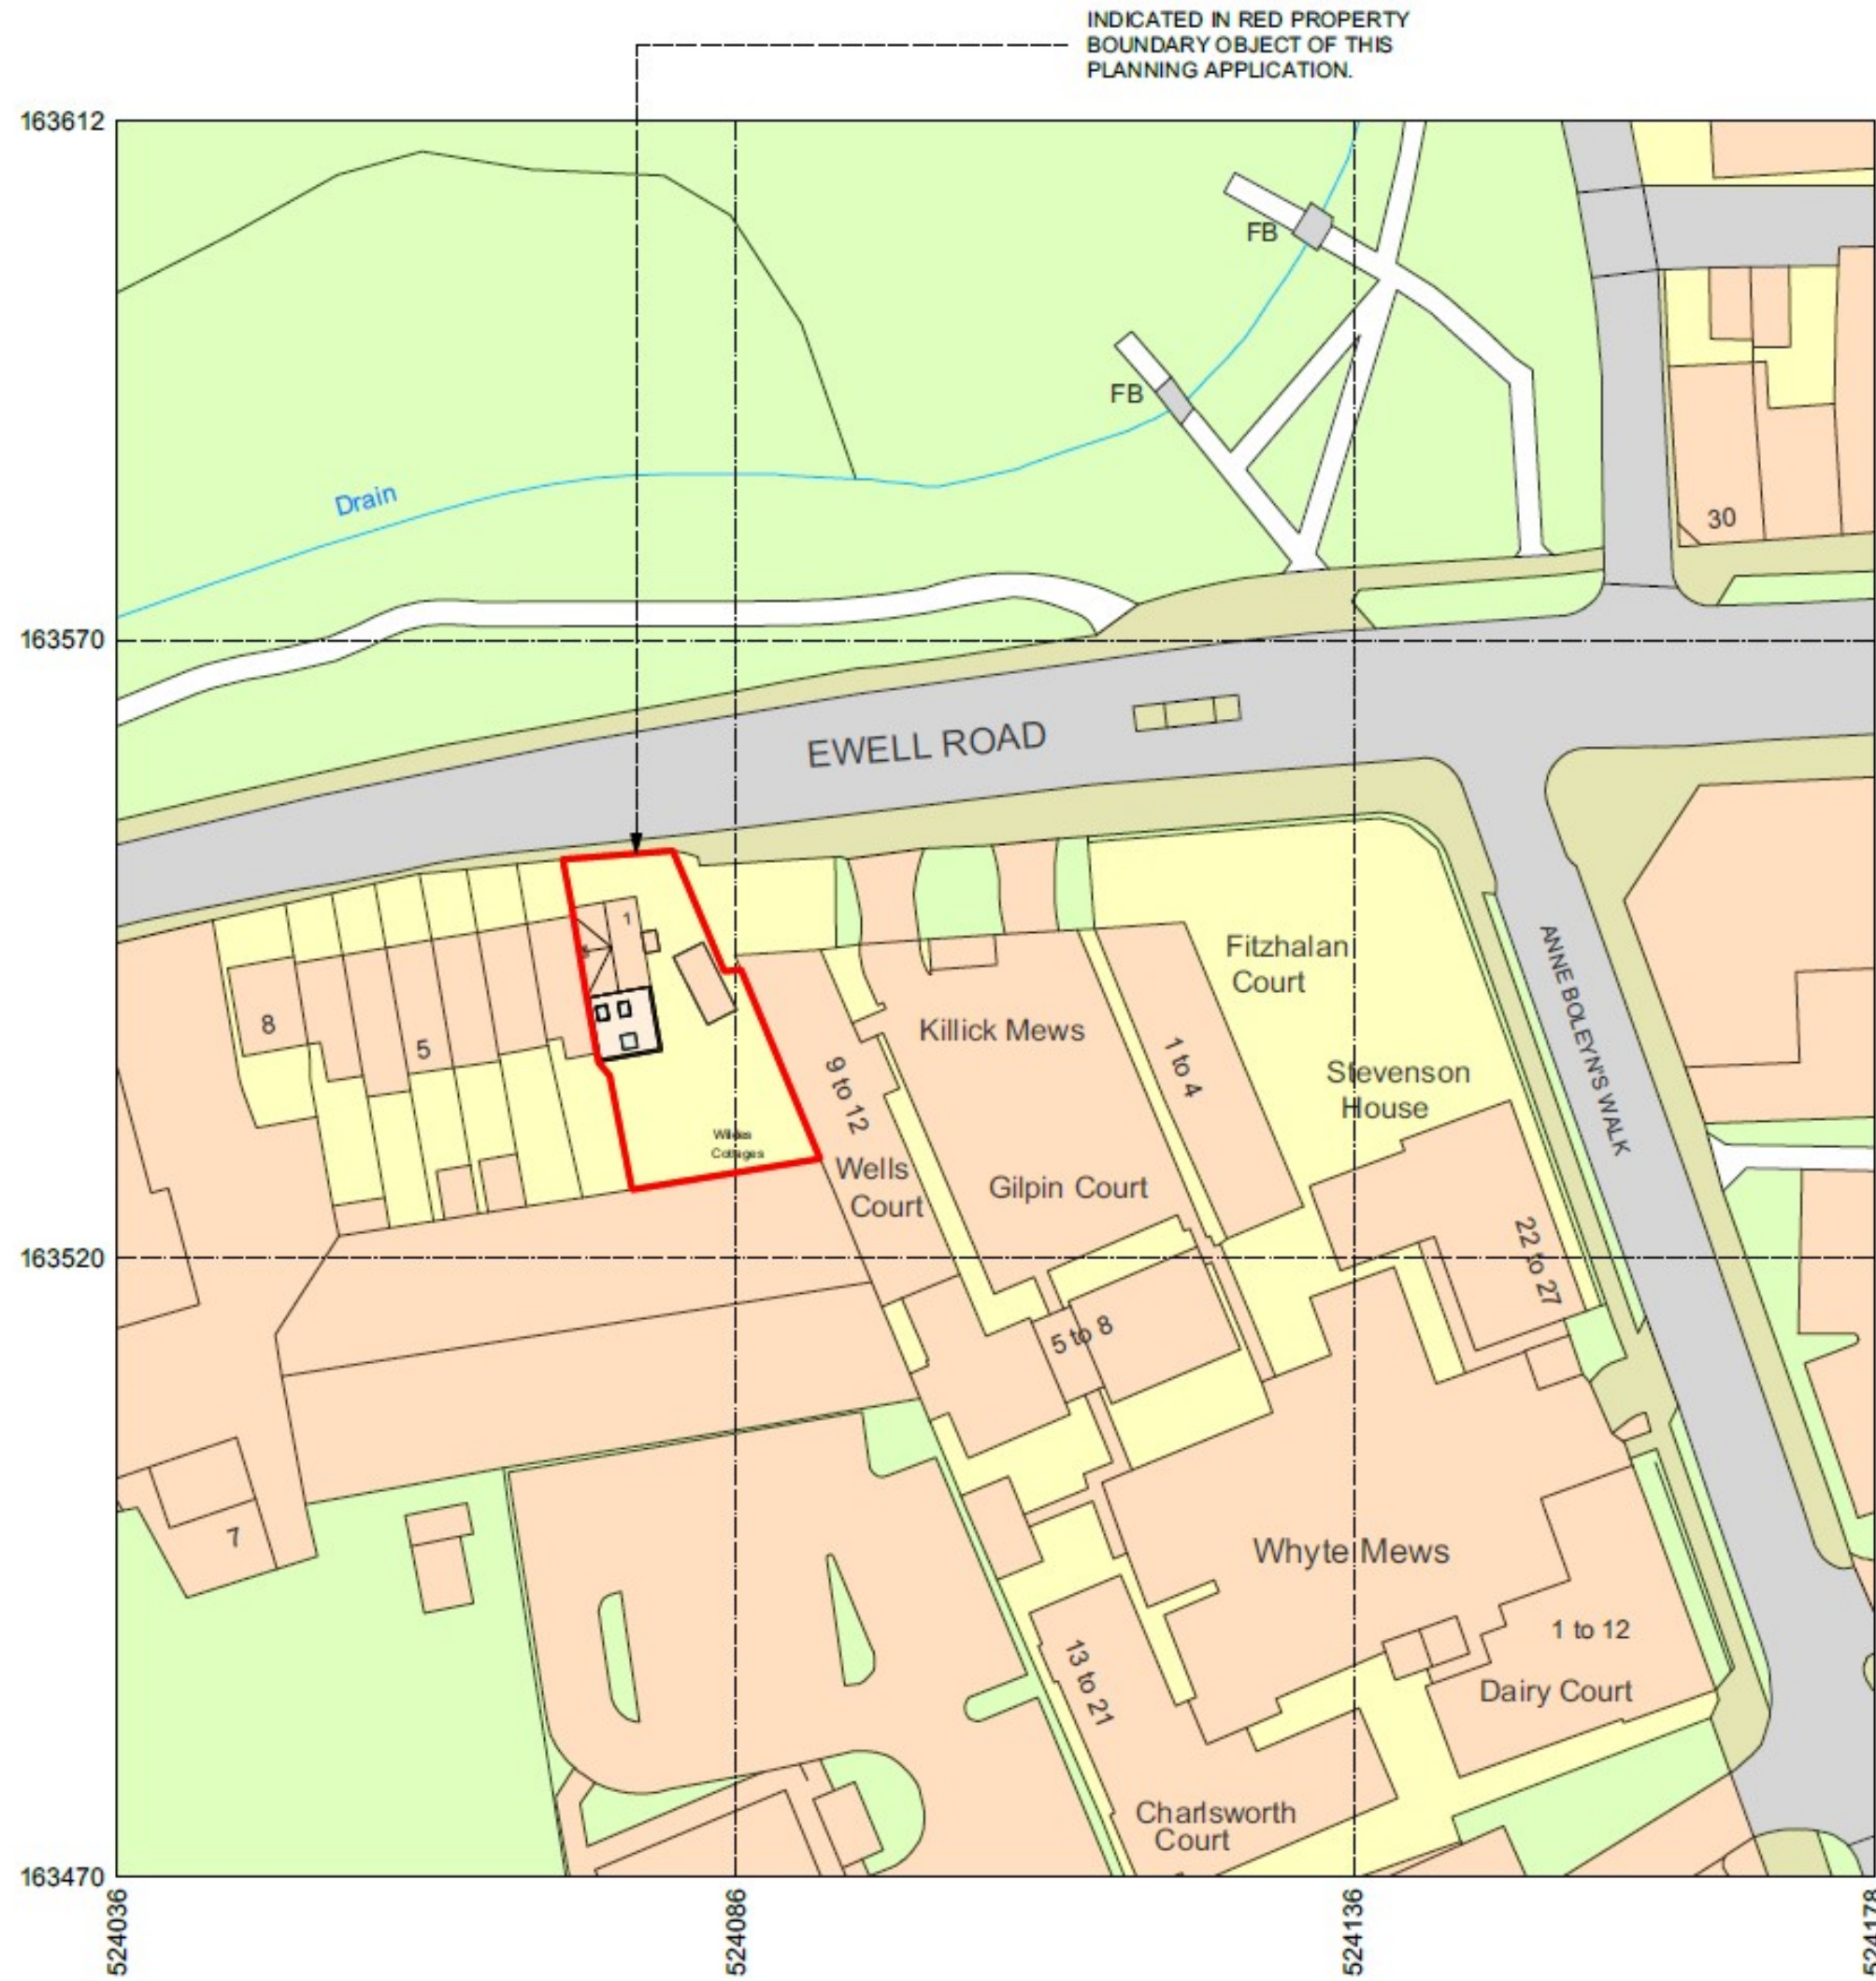 INDICATED IN RED PROPERTY
BOUNDARY OBJECT OF THIS
PLANNING APPLICATION.
163612
FB
FB
Drain
30
163570
EWELL ROAD
ANNE BOLEYN'S WALK
1
Fitzhalan
Court
8
5
Killick Mews
1 to 4
Stevenson
House
9 to 12
Wells
Court
Cottages
Gilpin Court
22 to 27
163520
5 to 8
7
Whyte Mews
1 to 12
Dairy Court
13 to 21
Charlsworth
Court
163470
524036
524086
524136
524178